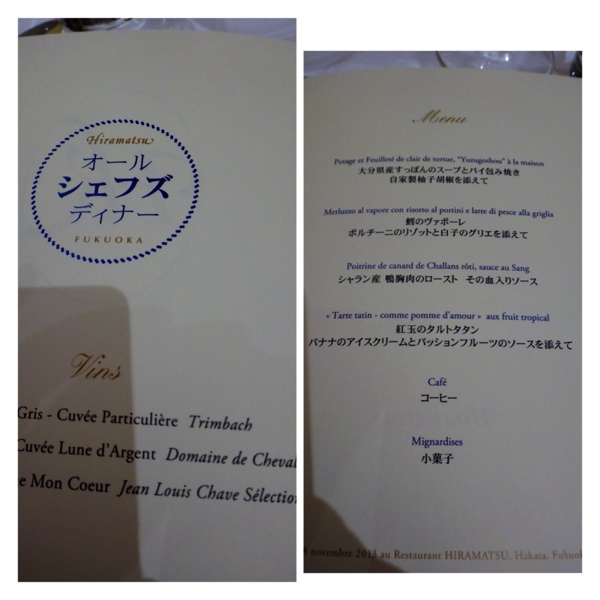 Hiramatsu
オール
シェフズ
ディナー
FUKUOKA
Vins
Gris - Cuvée Particulière Trimbach
Cuvée Lune d'Argent Domaine de Cheval
Mon Coeur Jean Louis Chave Sélection
Menu
Potage et Feuilleté de clair de tortue, "Yuzugoshou" à la maison
大分県産すっぽんのスープとパイ包み焼き
自家製柚子胡椒を添えて
Merluzzo al vapore con risotto al portini e latte di pesce alla griglia
鱈のヴァポーレ
ポルチーニのリゾットと白子のグリエを添えて
Poitrine de canard de Challans rôti, sauce au Sang
シャラン産 鴨胸肉のロースト その血入りソース
« Tarte tatin - comme pomme d'amour » aux fruit tropical
紅玉のタルトタタン
バナナのアイスクリームとパッションフルーツのソースを添えて
Café
コーヒー
Mignardises
小菓子
novembre 2013 au Restaurant HIRAMATSU, Hakata, Fukuo